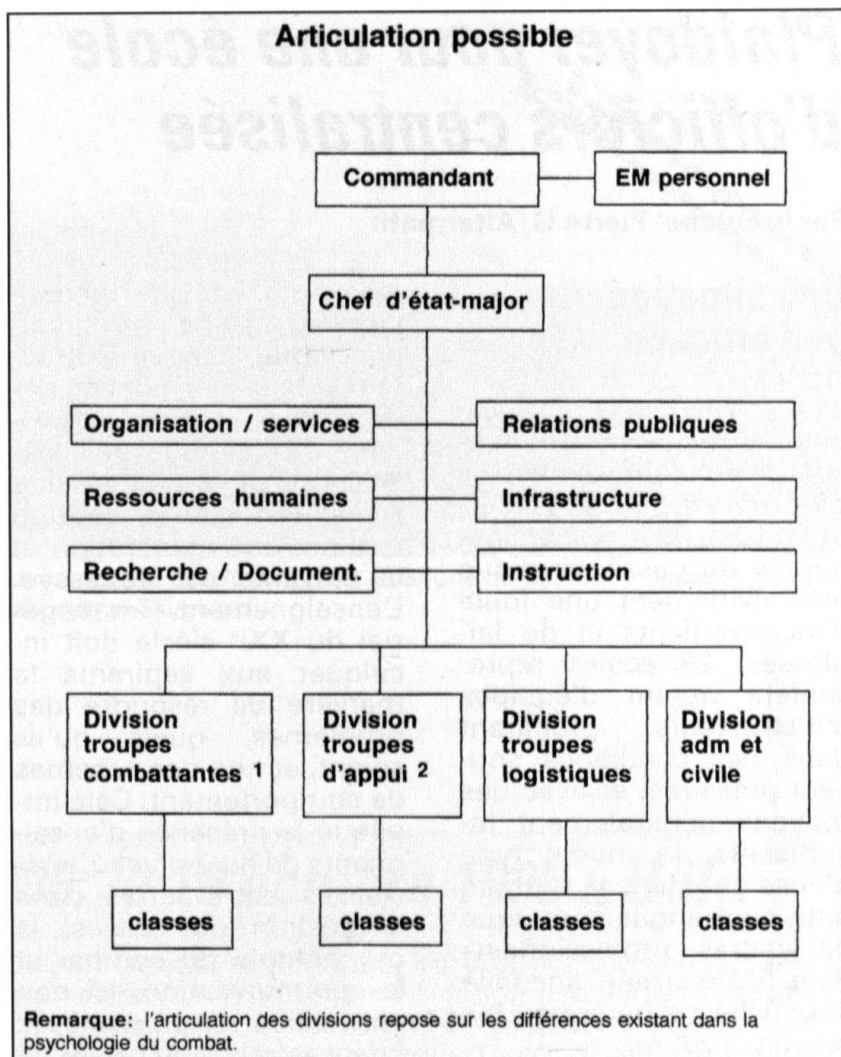 Articulation possible
Commandant
EM personnel
Chef d'état-major
Organisation / services
Relations publiques
Ressources humaines
Infrastructure
Recherche / Document.
Instruction
Division
troupes
combattantes 1
Division
troupes
d'appui 2
Division
troupes
logistiques
Division
adm et
civile
classes
classes
classes
classes
Remarque: l'articulation des divisions repose sur les différences existant dans la
psychologie du combat.